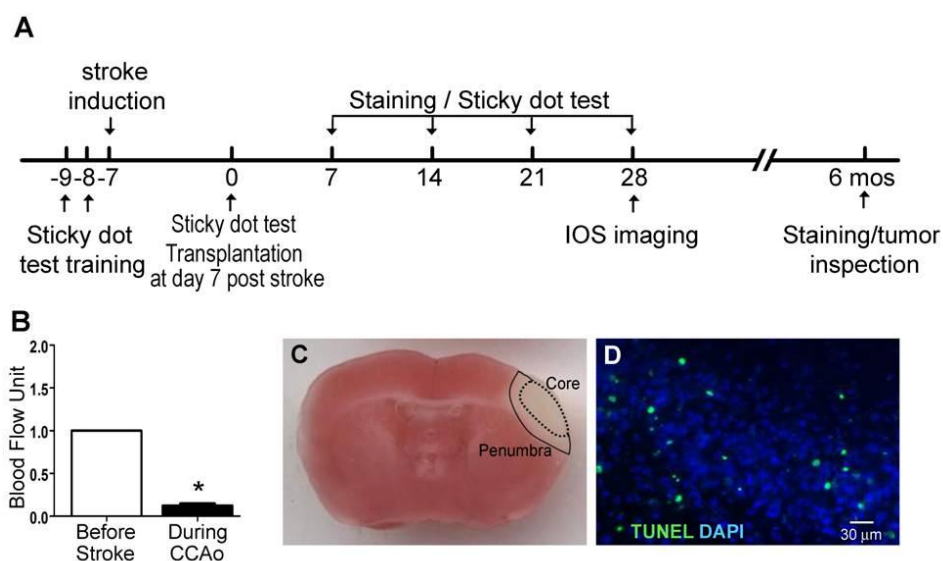 A
stroke
induction
Staining / Sticky dot test
-9 -8 -7 0 7 14 21 28 6 mos
Sticky dot
test training
Sticky dot test
Transplantation
at day 7 post stroke
IOS imaging
Staining/tumor
inspection
B
Blood Flow Unit
2.0
1.5
1.0
0.5
0.0
*
Before
Stroke
During
CCAo
C
Core
Penumbra
D
TUNEL DAPI
30 µm